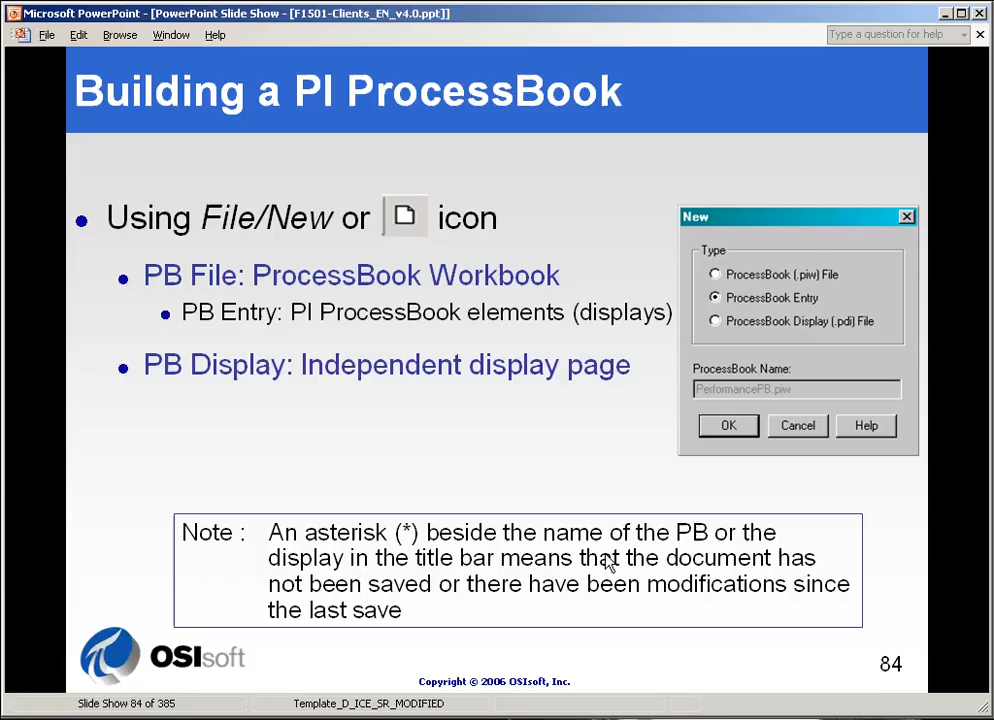 Microsoft PowerPoint - [PowerPoint Slide Show - [F1501-Clients_EN_v4.0.ppt]]
File Edit Browse Window Help
Type a question for help
Building a PI ProcessBook
• Using File/New or icon
• PB File: ProcessBook Workbook
• PB Entry: PI ProcessBook elements (displays)
• PB Display: Independent display page
New
Type
ProcessBook (.piw) File
ProcessBook Entry
ProcessBook Display (.pdi) File
ProcessBook Name:
PerformancePB.piw
OK Cancel Help
Note : An asterisk (*) beside the name of the PB or the
display in the title bar means that the document has
not been saved or there have been modifications since
the last save
OSIsoft
Copyright © 2006 OSIsoft, Inc.
84
Slide Show 84 of 385 Template_D_ICE_SR_MODIFIED